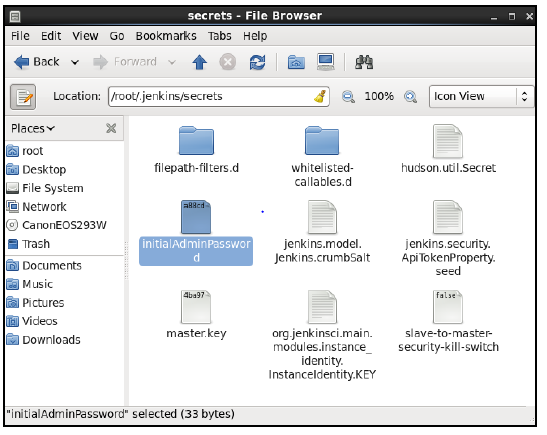 secrets - File Browser
File Edit View Go Bookmarks Tabs Help
Back Forward
Location: /root/.jenkins/secrets 100% Icon View
Places
root
Desktop
File System
Network
CanonEOS293W
Trash
Documents
Music
Pictures
Videos
Downloads
filepath-filters.d
whitelisted-
callables.d
hudson.util.Secret
a88cd
initialAdminPasswor
d
jenkins.model.
Jenkins.crumbSalt
jenkins.security.
ApiTokenProperty.
seed
4ba97
master.key
org.jenkinsci.main.
modules.instance_
identity.
InstanceIdentity.KEY
false
slave-to-master-
security-kill-switch
"initialAdminPassword" selected (33 bytes)